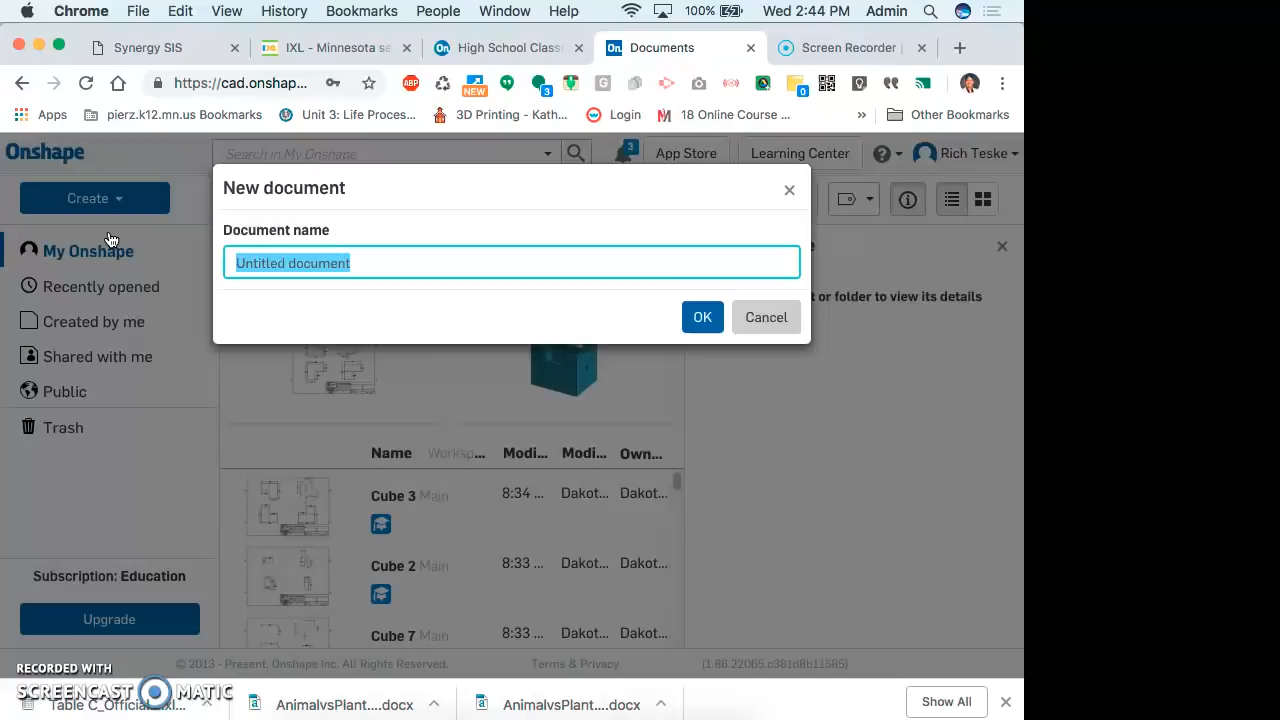 Chrome File Edit View History Bookmarks People Window Help 100% Wed 2:44 PM Admin
Synergy SIS IXL - Minnesota se High School Class Documents Screen Recorder
https://cad.onshap... ABP NEW 3 G 0
Apps pierz.k12.mn.us Bookmarks Unit 3: Life Proces... 3D Printing - Kath... Login 18 Online Course ... Other Bookmarks
Onshape Search in My Onshape 3 App Store Learning Center Rich Teske
Create
New document
Document name
Untitled document
OK Cancel
My Onshape
Recently opened
Created by me
Shared with me
Public
Trash
t or folder to view its details
Name Worksp... Modi... Modi... Own...
Cube 3 Main 8:34 ... Dakot... Dakot...
Cube 2 Main 8:33 ... Dakot... Dakot...
Cube 7 Main 8:33 ... Dakot... Dakot...
Subscription: Education
Upgrade
© 2013 - Present, Onshape Inc. All Rights Reserved. Terms & Privacy (1.86.22065.c381d8b11585)
RECORDED WITH
SCREENCAST MATIC
Table C_Official... AnimalvsPlant....docx AnimalvsPlant....docx Show All